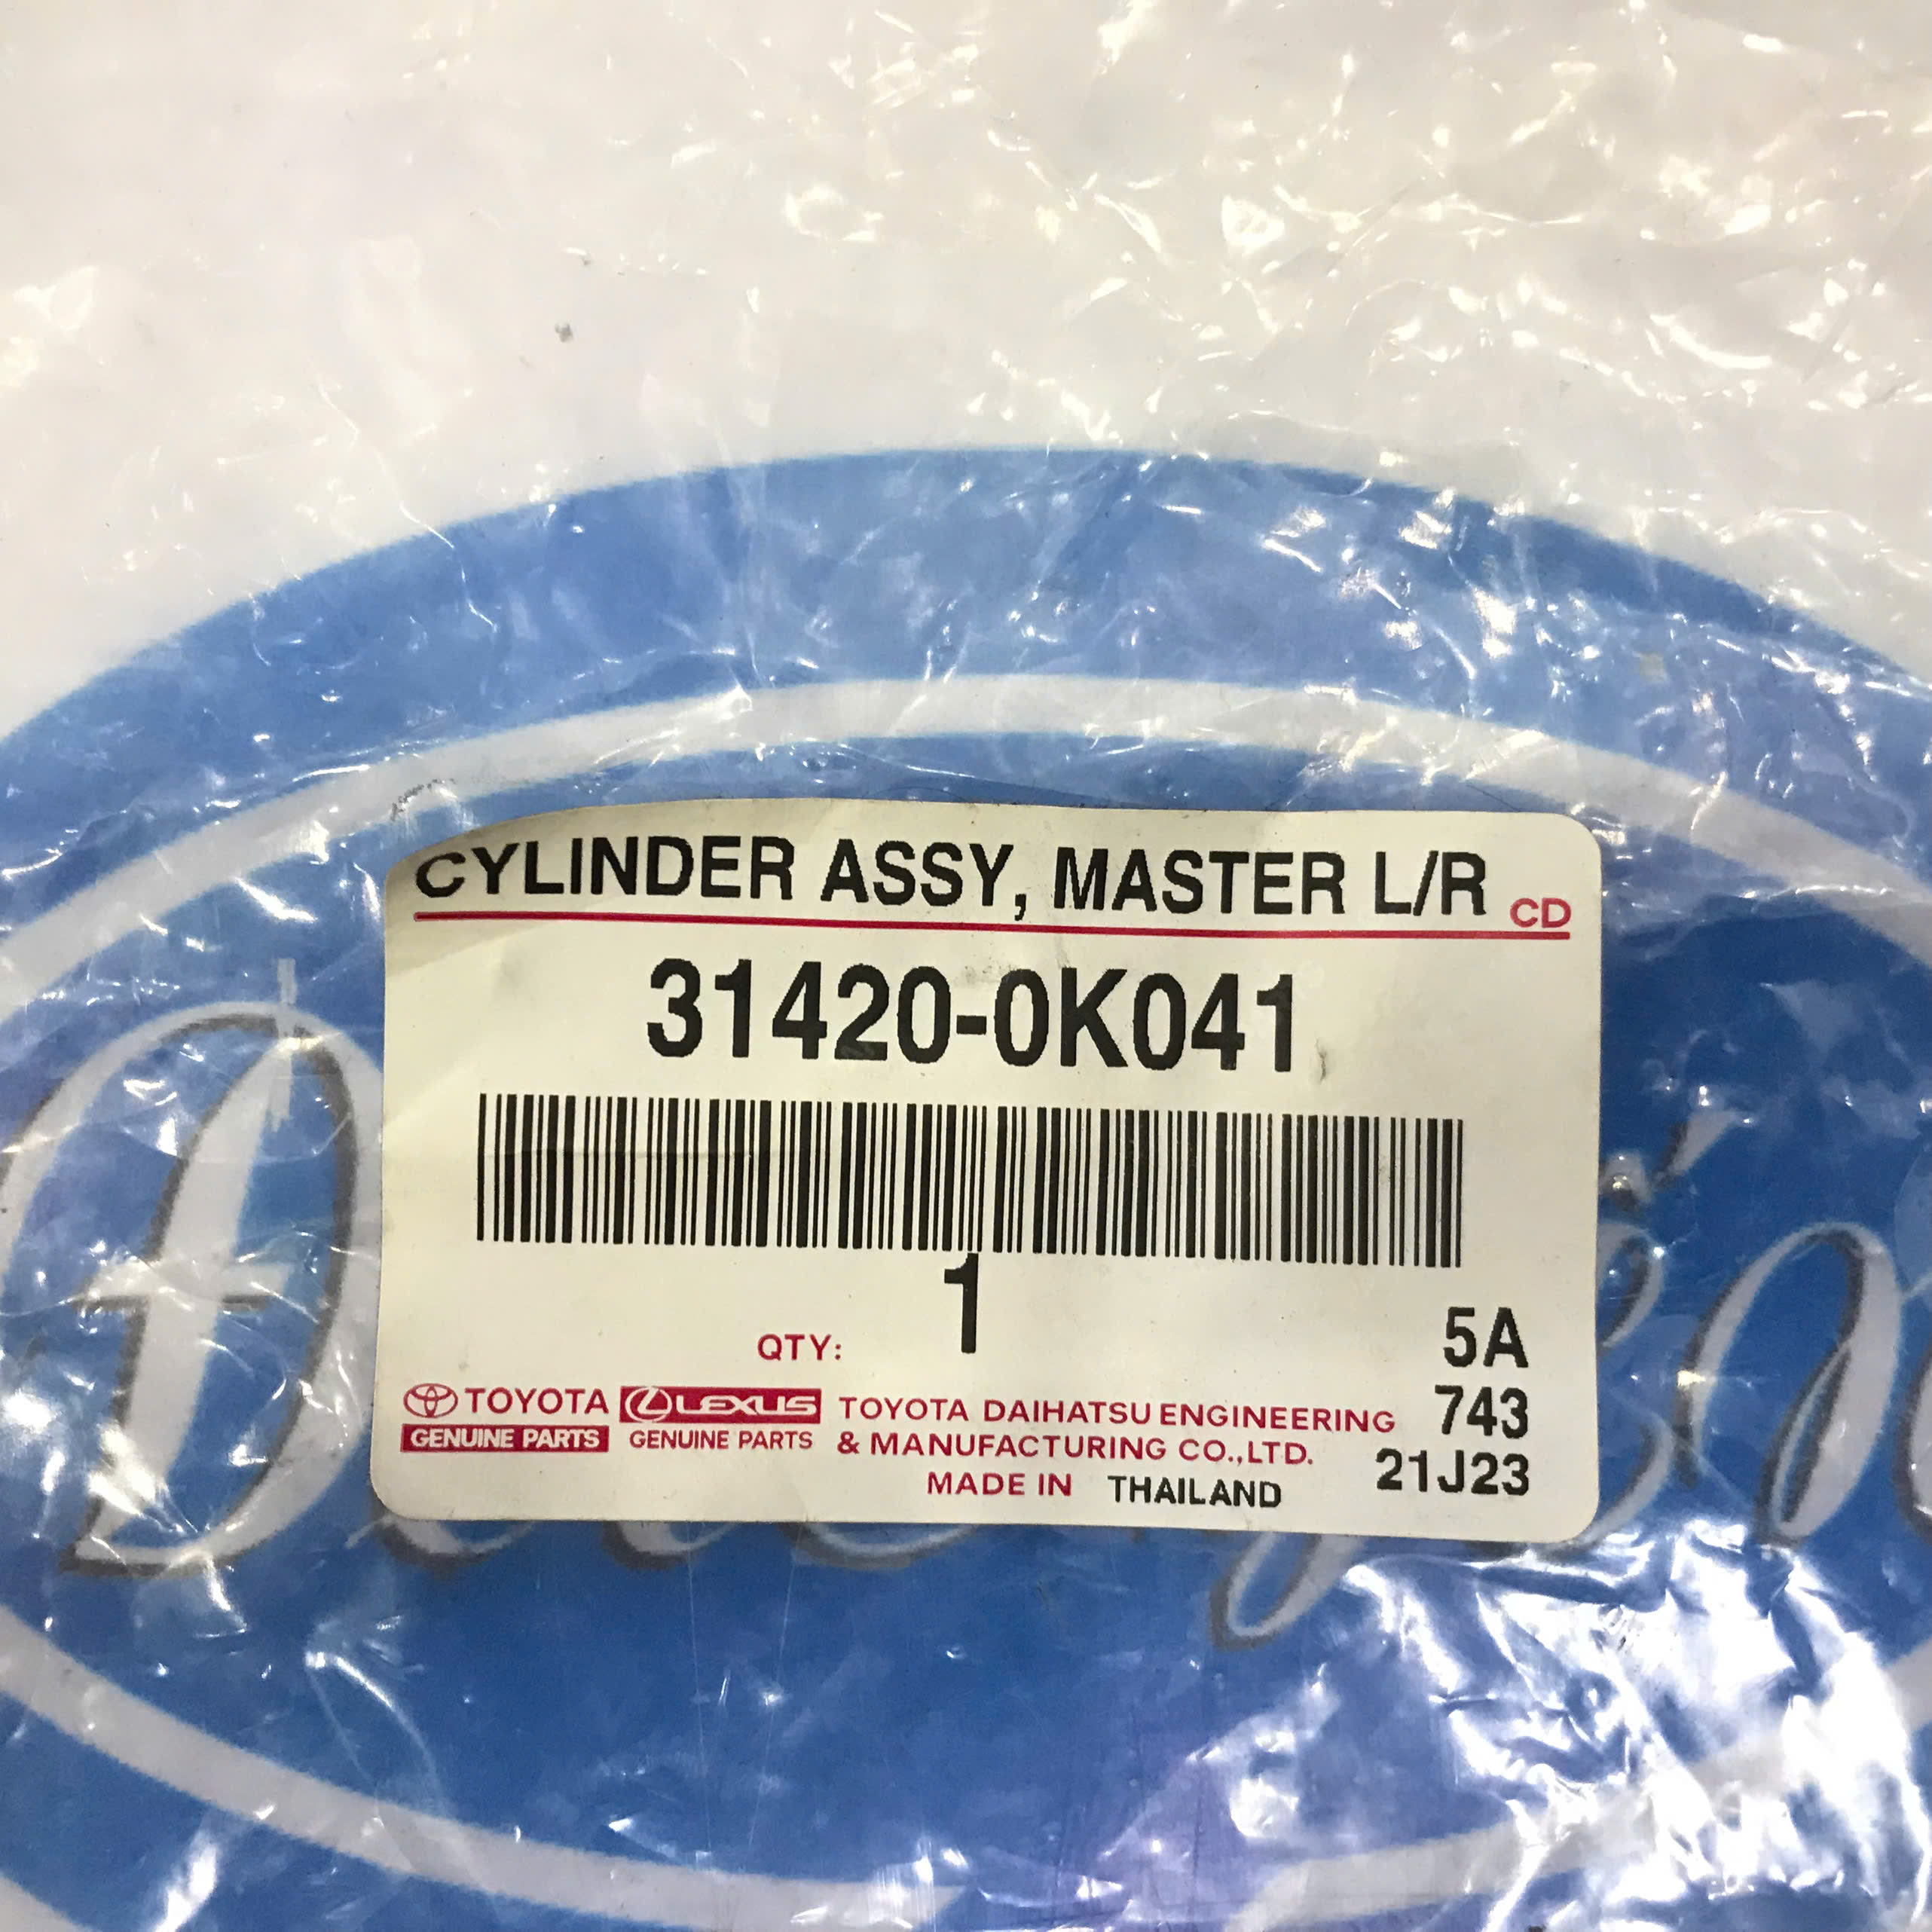 CYLINDER ASSY, MASTER L/R CD
31420-0K041
1
QTY:
5A
TOYOTA LEXUS TOYOTA DAIHATSU ENGINEERING 743
GENUINE PARTS GENUINE PARTS & MANUFACTURING CO.,LTD.
MADE IN THAILAND 21J23